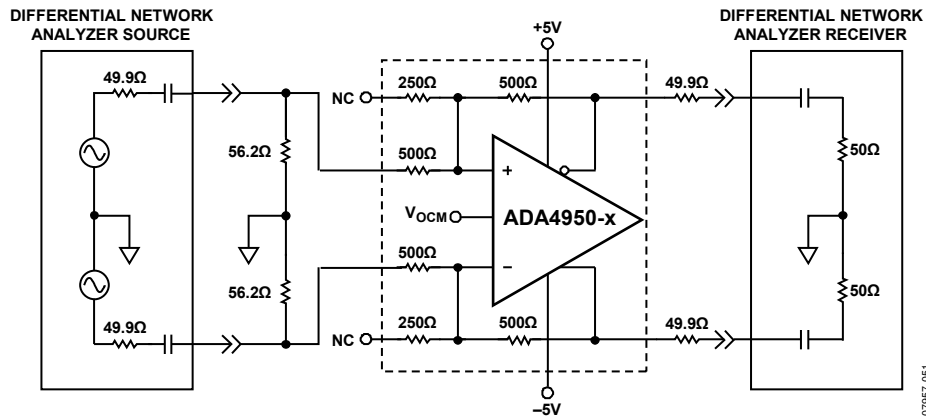 DIFFERENTIAL NETWORK
ANALYZER SOURCE
DIFFERENTIAL NETWORK
ANALYZER RECEIVER
+5V
49.9Ω
NC
250Ω
500Ω
49.9Ω
56.2Ω
500Ω
+
50Ω
VOCM
ADA4950-x
500Ω
–
56.2Ω
50Ω
49.9Ω
NC
250Ω
500Ω
49.9Ω
–5V
07957-051